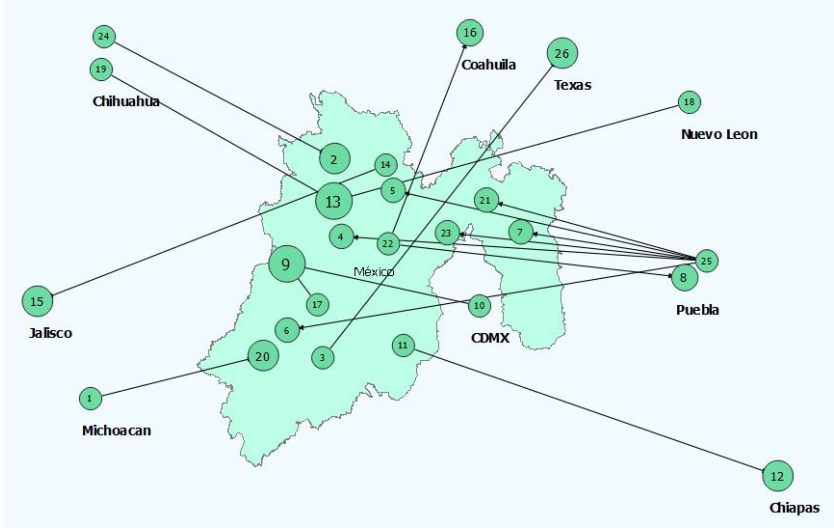 24
16
26
Coahuila
19
Texas
Chihuahua
18
Nuevo Leon
2
14
5
13
21
4
22
23
7
25
9
México
8
Puebla
15
17
10
Jalisco
6
CDMX
20
3
11
1
Michoacan
12
Chiapas